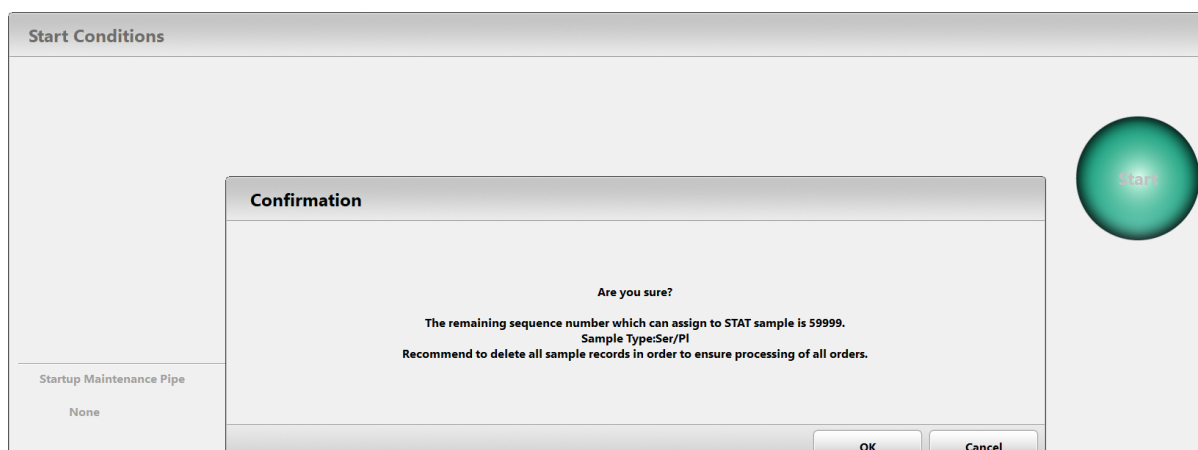 Start Conditions
Start
Confirmation
Are you sure?
The remaining sequence number which can assign to STAT sample is 59999.
Sample Type:Ser/Pl
Recommend to delete all sample records in order to ensure processing of all orders.
Startup Maintenance Pipe
None
OK
Cancel